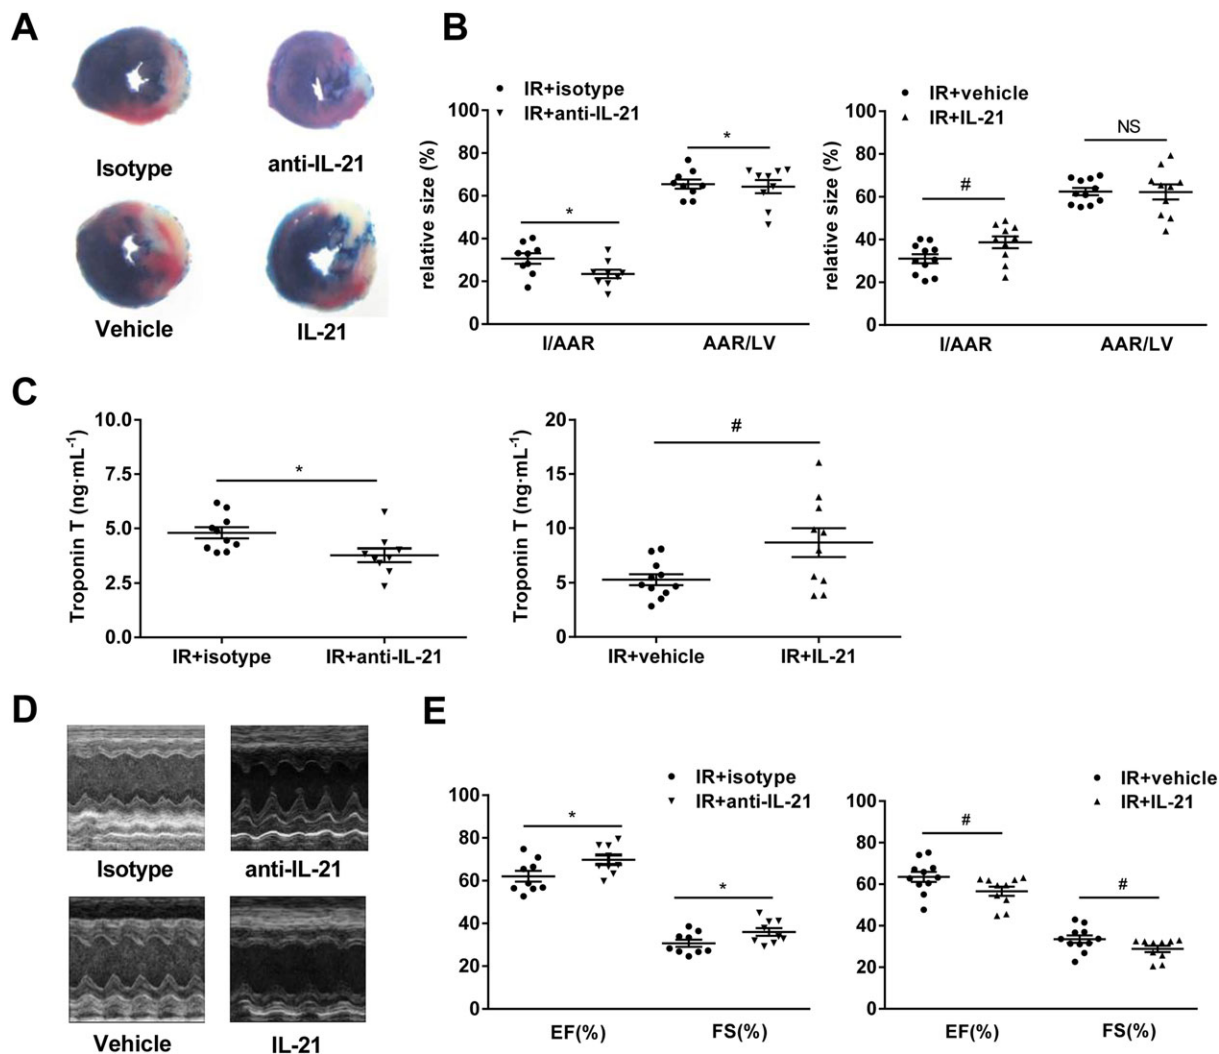 A
Isotype
anti-IL-21
Vehicle
IL-21
B
IR+isotype
IR+anti-IL-21
relative size (%)
100
80
60
40
20
0
*
*
I/AAR
AAR/LV
IR+vehicle
IR+IL-21
relative size (%)
100
80
60
40
20
0
#
NS
I/AAR
AAR/LV
C
Troponin T (ng·mL⁻¹)
10.0
7.5
5.0
2.5
0.0
*
IR+isotype
IR+anti-IL-21
Troponin T (ng·mL⁻¹)
20
15
10
5
0
#
IR+vehicle
IR+IL-21
D
Isotype
anti-IL-21
Vehicle
IL-21
E
IR+isotype
IR+anti-IL-21
100
80
60
40
20
0
*
*
EF(%)
FS(%)
IR+vehicle
IR+IL-21
100
80
60
40
20
0
#
#
EF(%)
FS(%)